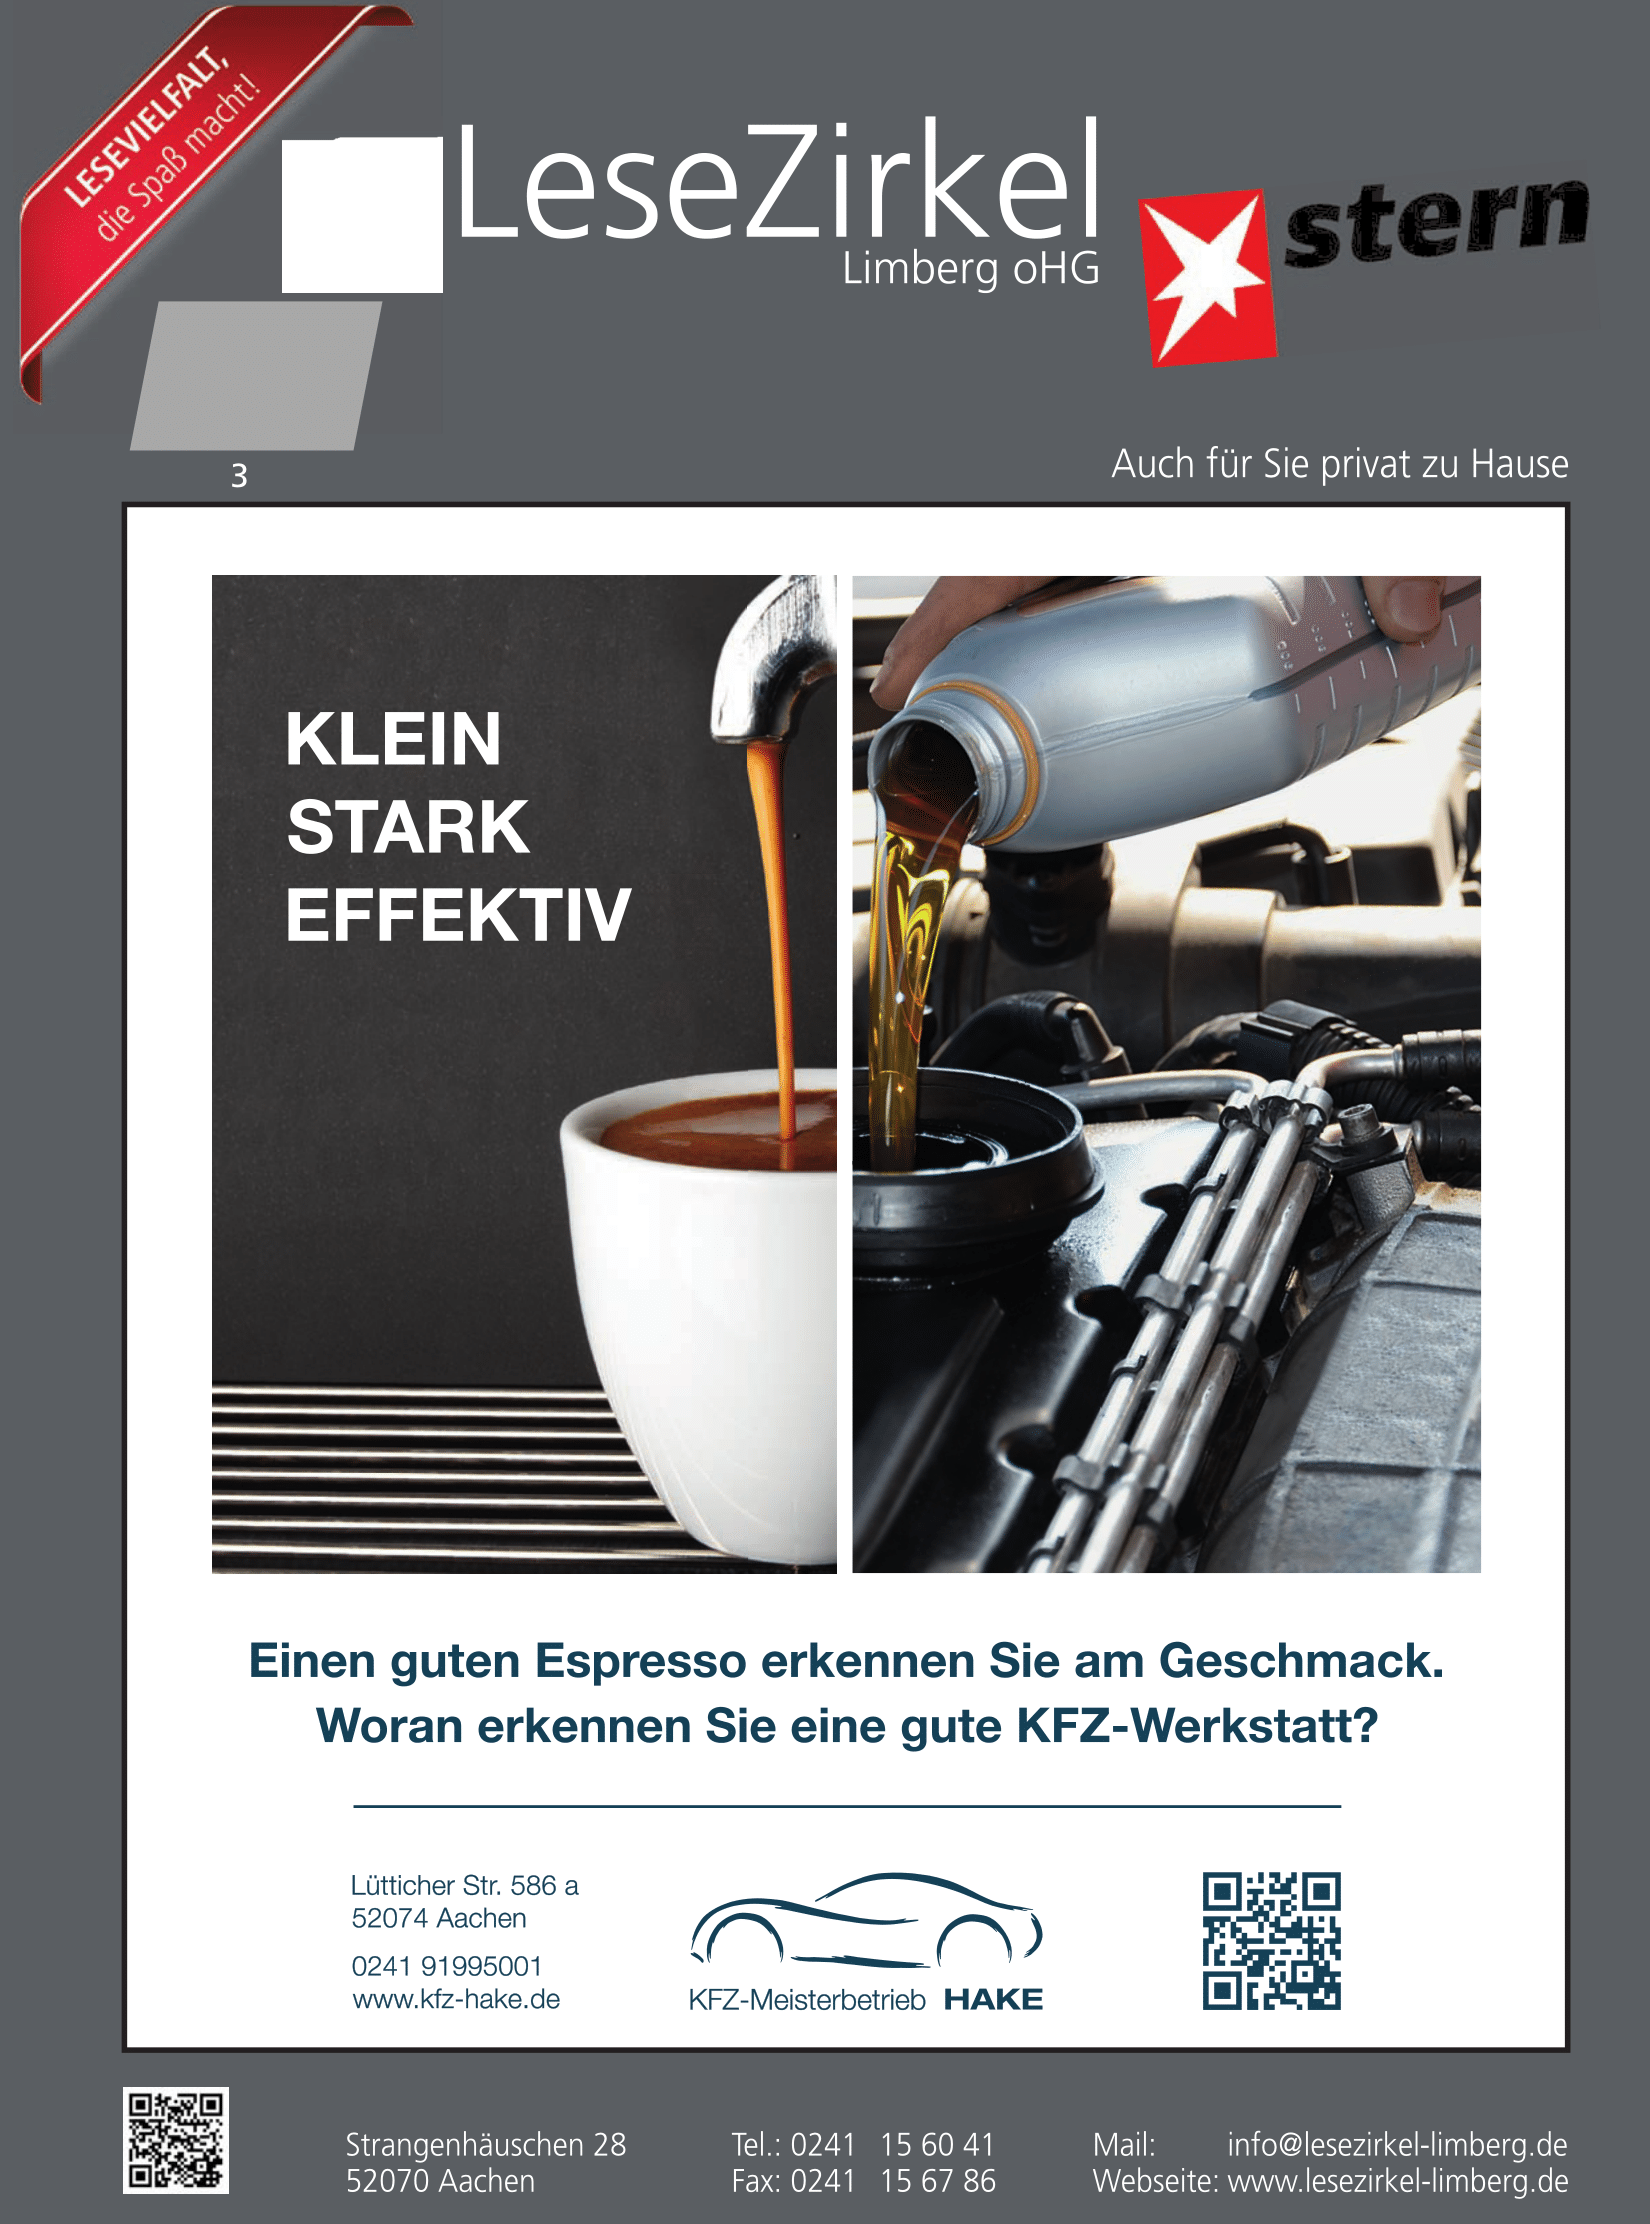 LESEVIELFALT,
die Spaß macht!
LeseZirkel
Limberg oHG
stern
3
Auch für Sie privat zu Hause
KLEIN
STARK
EFFEKTIV
Einen guten Espresso erkennen Sie am Geschmack.
Woran erkennen Sie eine gute KFZ-Werkstatt?
Lütticher Str. 586 a
52074 Aachen
0241 91995001
www.kfz-hake.de
KFZ-Meisterbetrieb HAKE
Strangenhäuschen 28
52070 Aachen
Tel.: 0241 15 60 41
Fax: 0241 15 67 86
Mail: info@lesezirkel-limberg.de
Webseite: www.lesezirkel-limberg.de